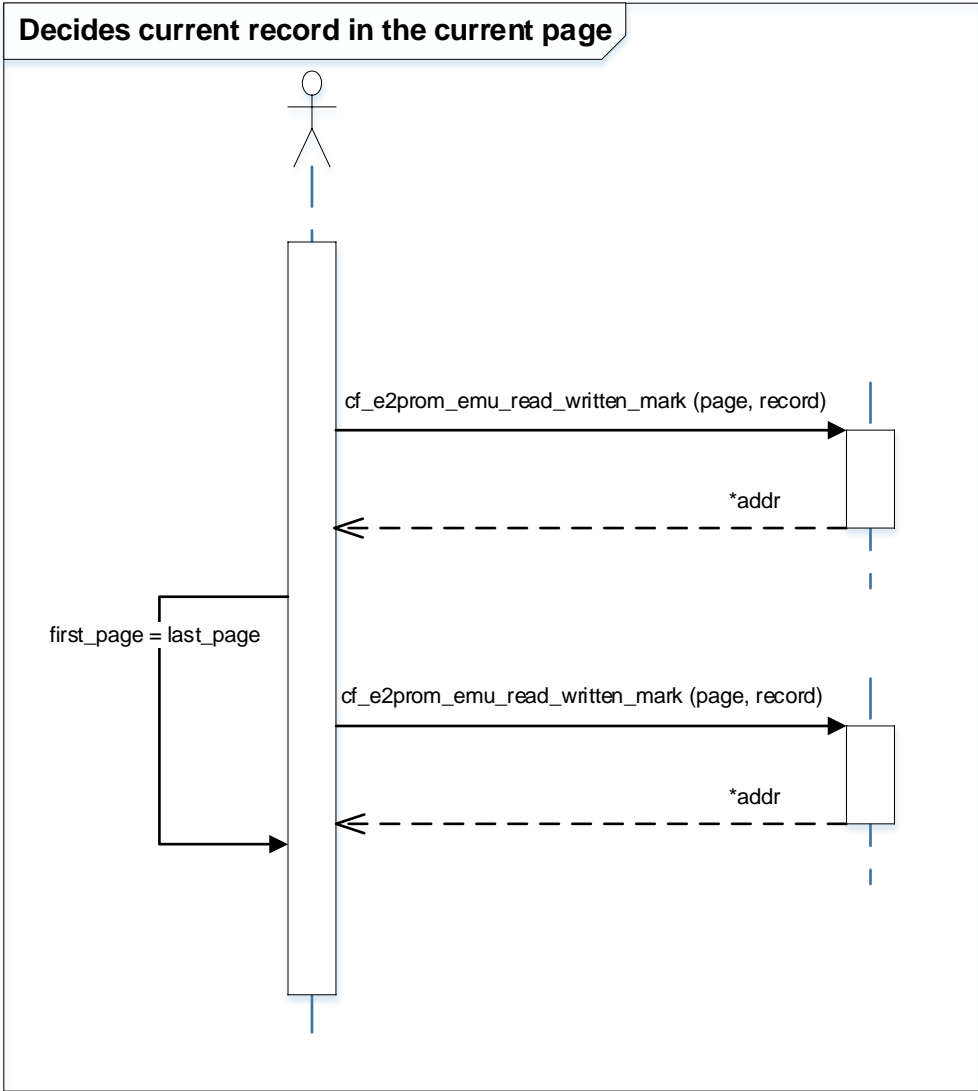 Decides current record in the current page
cf_e2prom_emu_read_written_mark (page, record)
*addr
first_page = last_page
cf_e2prom_emu_read_written_mark (page, record)
*addr